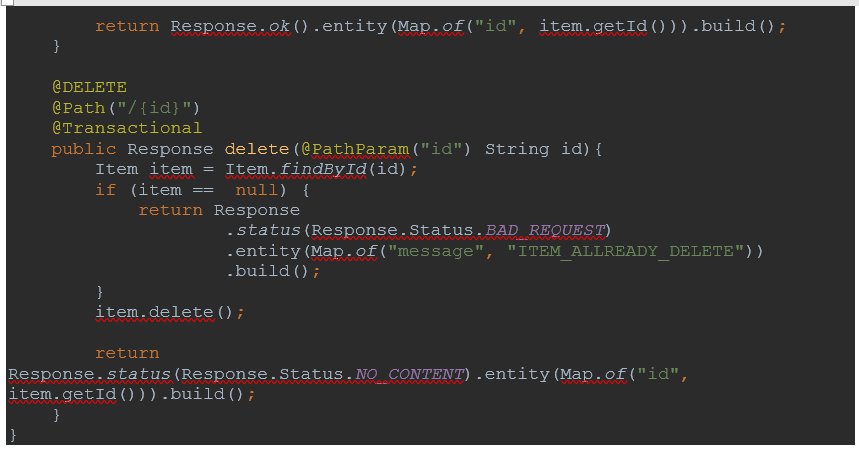 return Response.ok().entity(Map.of("id", item.getId())).build();
}
@DELETE
@Path("/{id}")
@Transactional
public Response delete(@PathParam("id") String id){
Item item = Item.findById(id);
if (item ==  null) {
return Response
.status(Response.Status.BAD_REQUEST)
.entity(Map.of("message", "ITEM_ALLREADY_DELETE"))
.build();
}
item.delete();
return
Response.status(Response.Status.NO_CONTENT).entity(Map.of("id",
item.getId())).build();
}
}